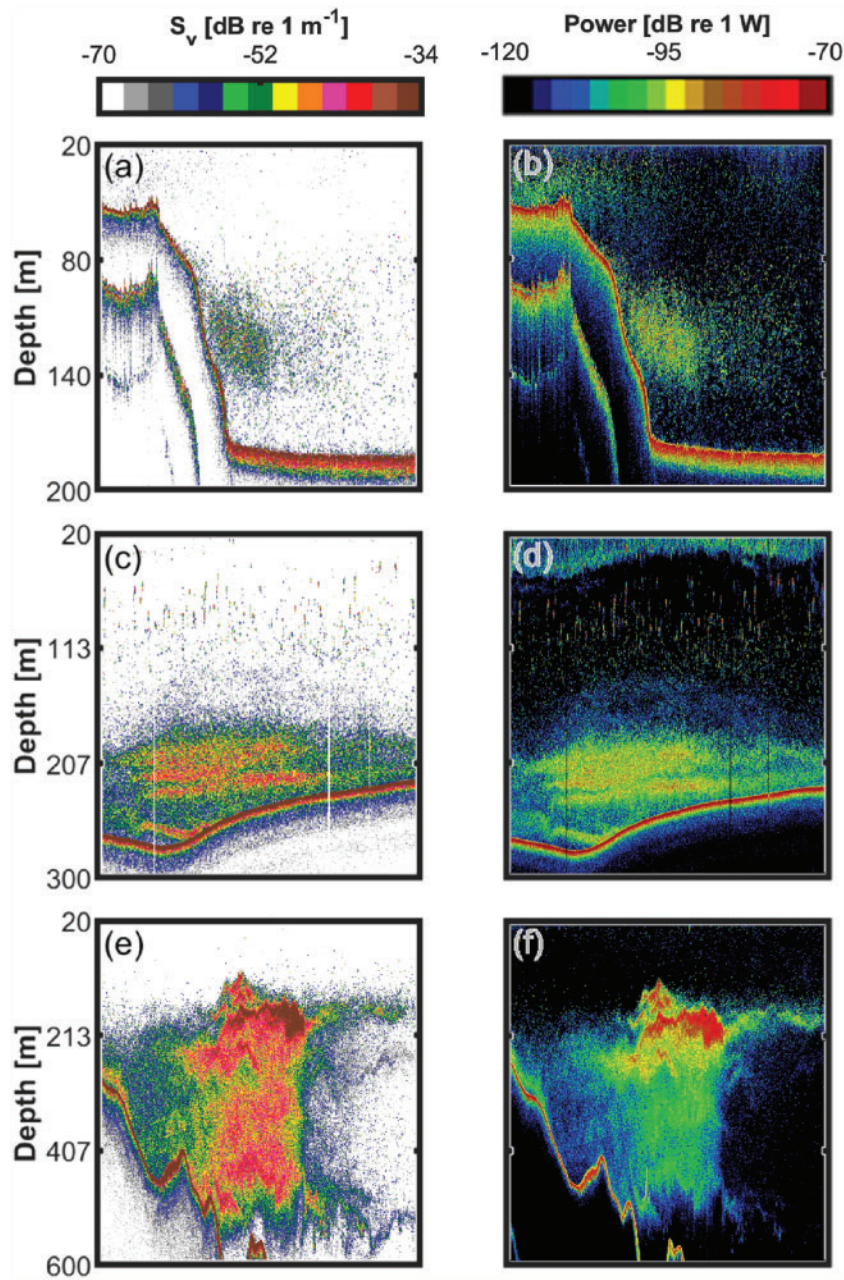 S_v [dB re 1 m⁻¹]
-70 -52 -34
Power [dB re 1 W]
-120 -95 -70
(a)
20
80
140
200
Depth [m]
(b)
(c)
20
113
207
300
Depth [m]
(d)
(e)
20
213
407
600
Depth [m]
(f)